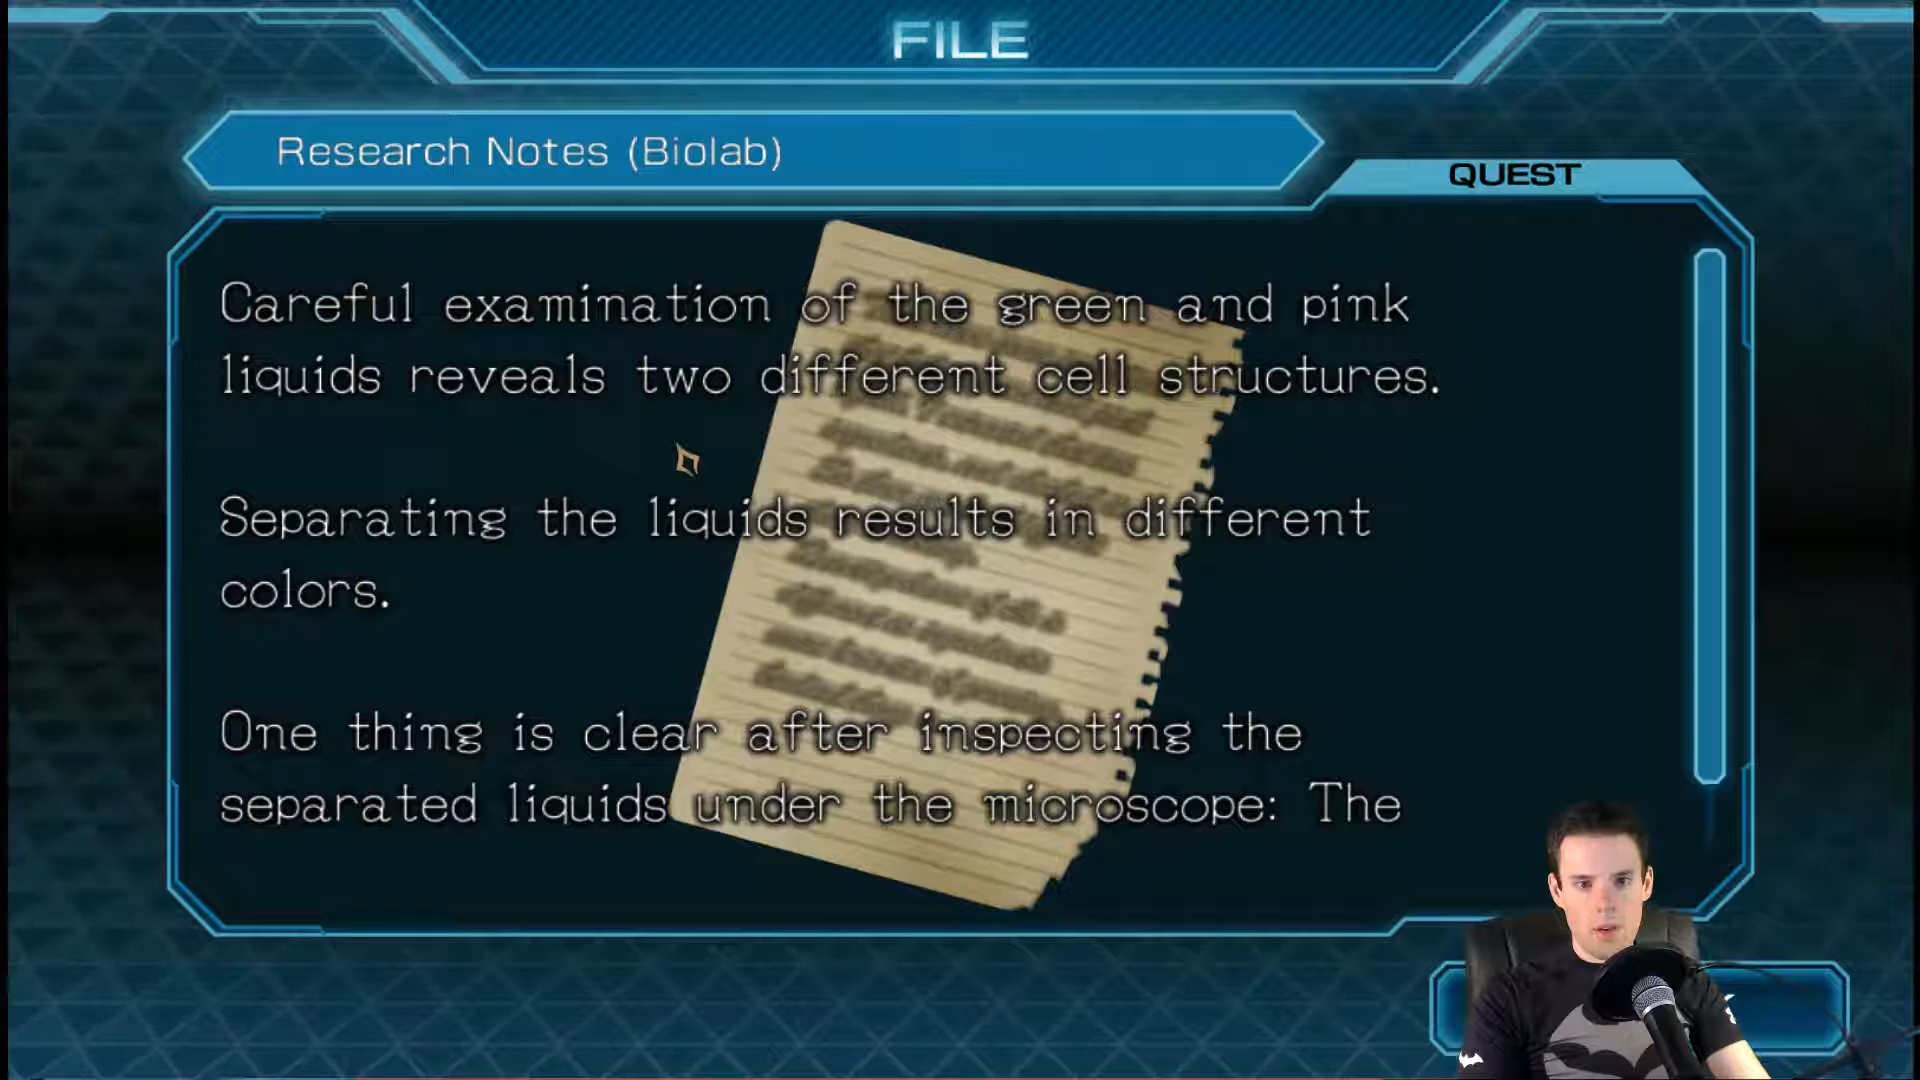 FILE
Research Notes (Biolab)
QUEST
Careful examination of the green and pink
liquids reveals two different cell structures.
Separating the liquids results in different
colors.
One thing is clear after inspecting the
separated liquids under the microscope: The